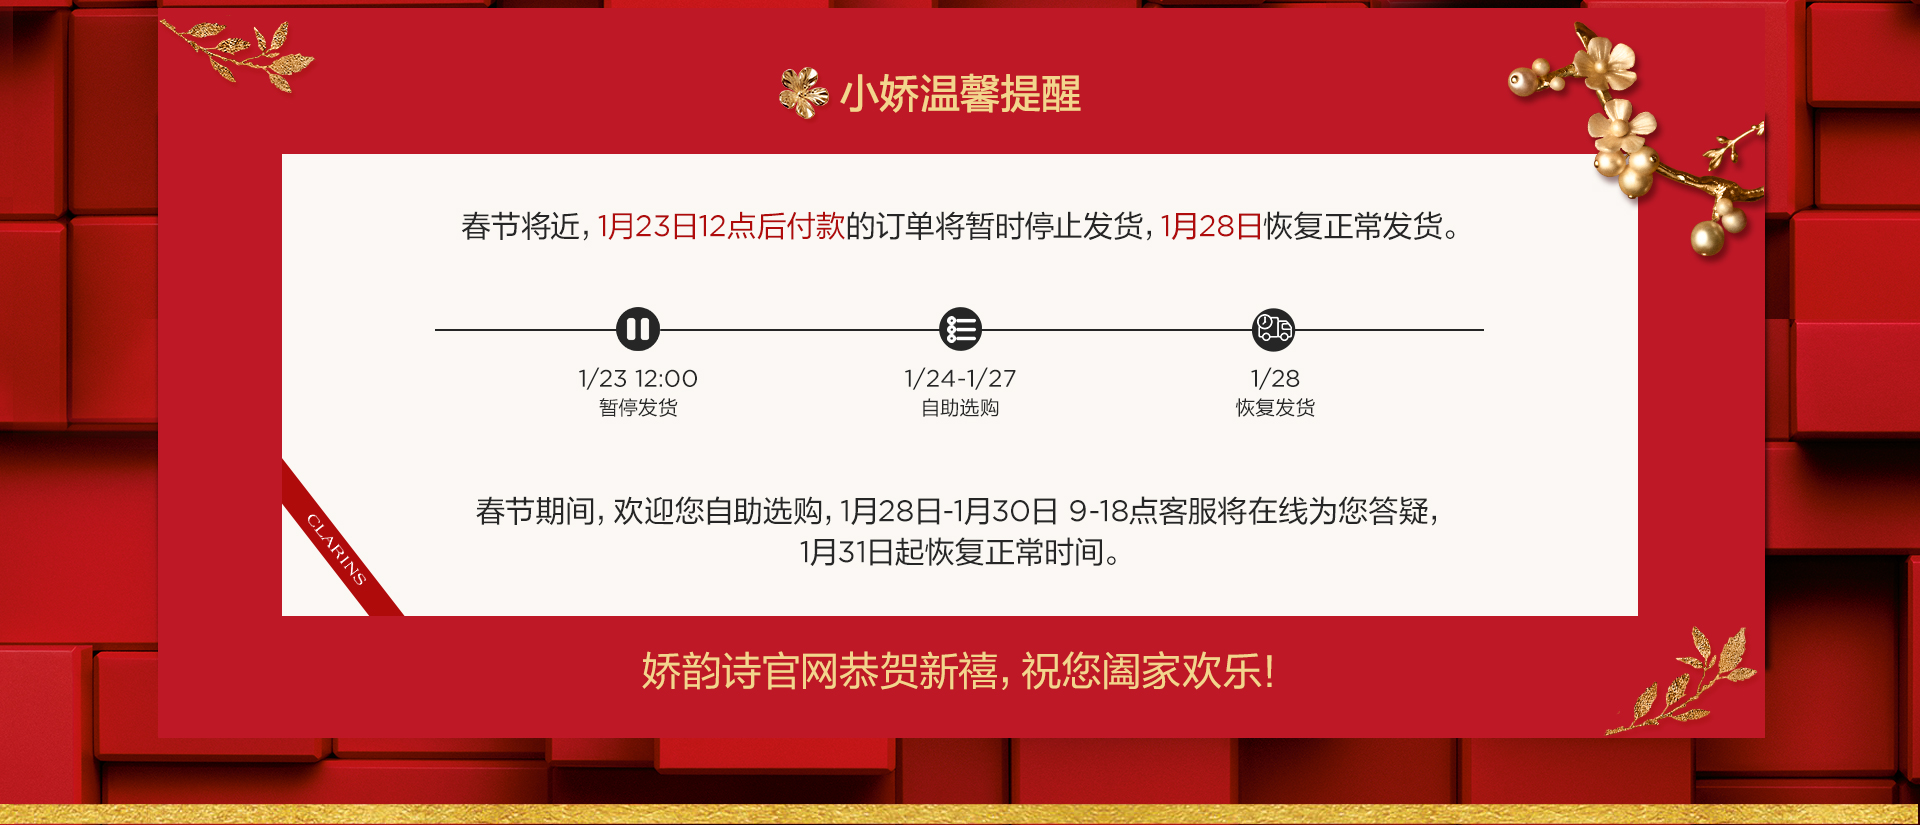 小娇温馨提醒
春节将近，1月23日12点后付款的订单将暂时停止发货，1月28日恢复正常发货。
1/23 12:00
暂停发货
1/24-1/27
自助选购
1/28
恢复发货
春节期间，欢迎您自助选购，1月28日-1月30日 9-18点客服将在线为您答疑，
1月31日起恢复正常时间。
CLARINS
娇韵诗官网恭贺新禧，祝您阖家欢乐！